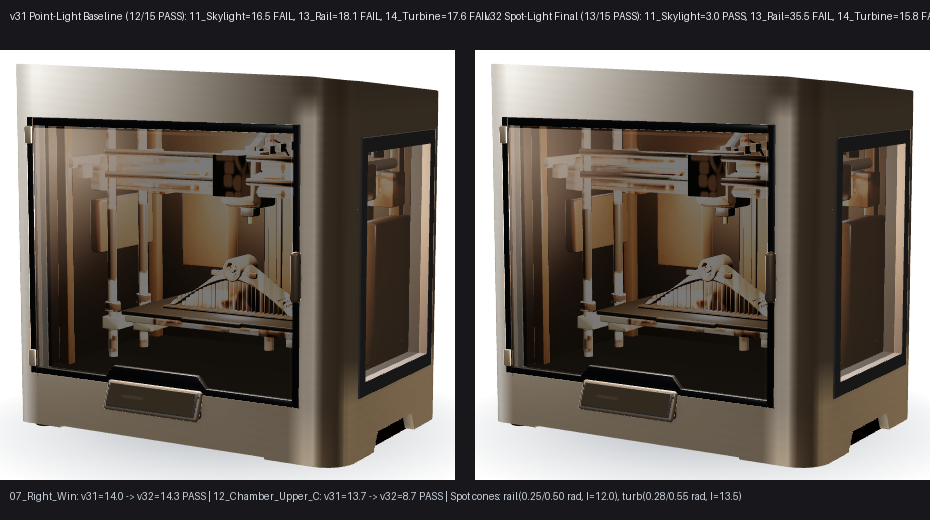 v31 Point-Light Baseline (12/15 PASS): 11_Skylight=16.5 FAIL, 13_Rail=18.1 FAIL, 14_Turbine=17.6 FAIL
v32 Spot-Light Final (13/15 PASS): 11_Skylight=3.0 PASS, 13_Rail=35.5 FAIL, 14_Turbine=15.8 FA
07_Right_Win: v31=14.0 -> v32=14.3 PASS | 12_Chamber_Upper_C: v31=13.7 -> v32=8.7 PASS | Spot cones: rail(0.25/0.50 rad, I=12.0), turb(0.28/0.55 rad, I=13.5)